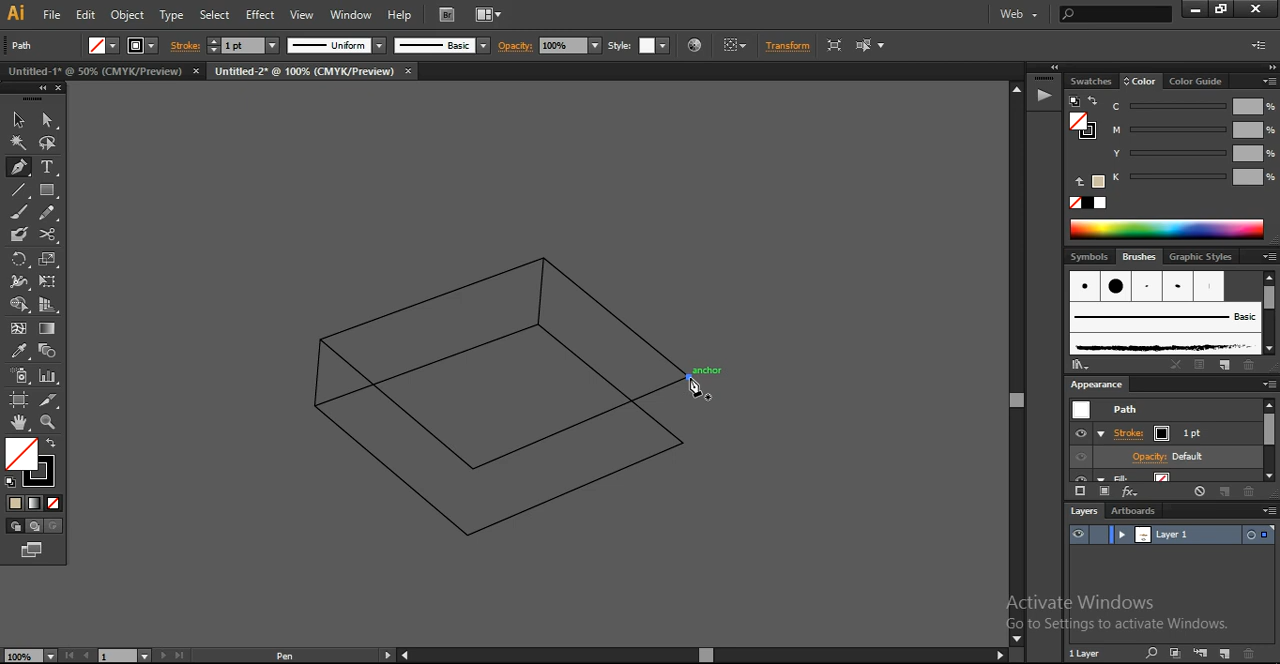 Ai File Edit Object Type Select Effect View Window Help Br Web
Path Stroke: 1 pt Uniform Basic Opacity: 100% Style: Transform
Untitled-1* @ 50% (CMYK/Preview) × Untitled-2* @ 100% (CMYK/Preview) ×
Swatches Color Color Guide
C %
M %
Y %
K %
Symbols Brushes Graphic Styles
Basic
anchor
Appearance
Path
Stroke: 1 pt
Opacity: Default
Fill:
fx
Layers Artboards
Layer 1
Activate Windows
Go to Settings to activate Windows.
100% 1 Pen
1 Layer